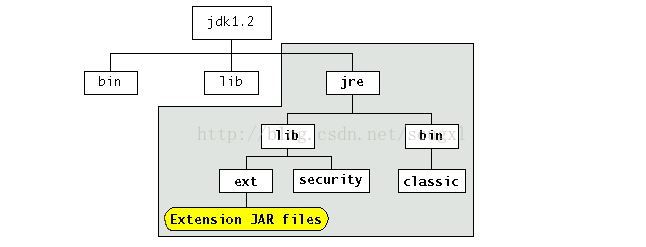 jdk1.2
bin
lib
jre
lib
bin
ext
security
classic
Extension JAR files